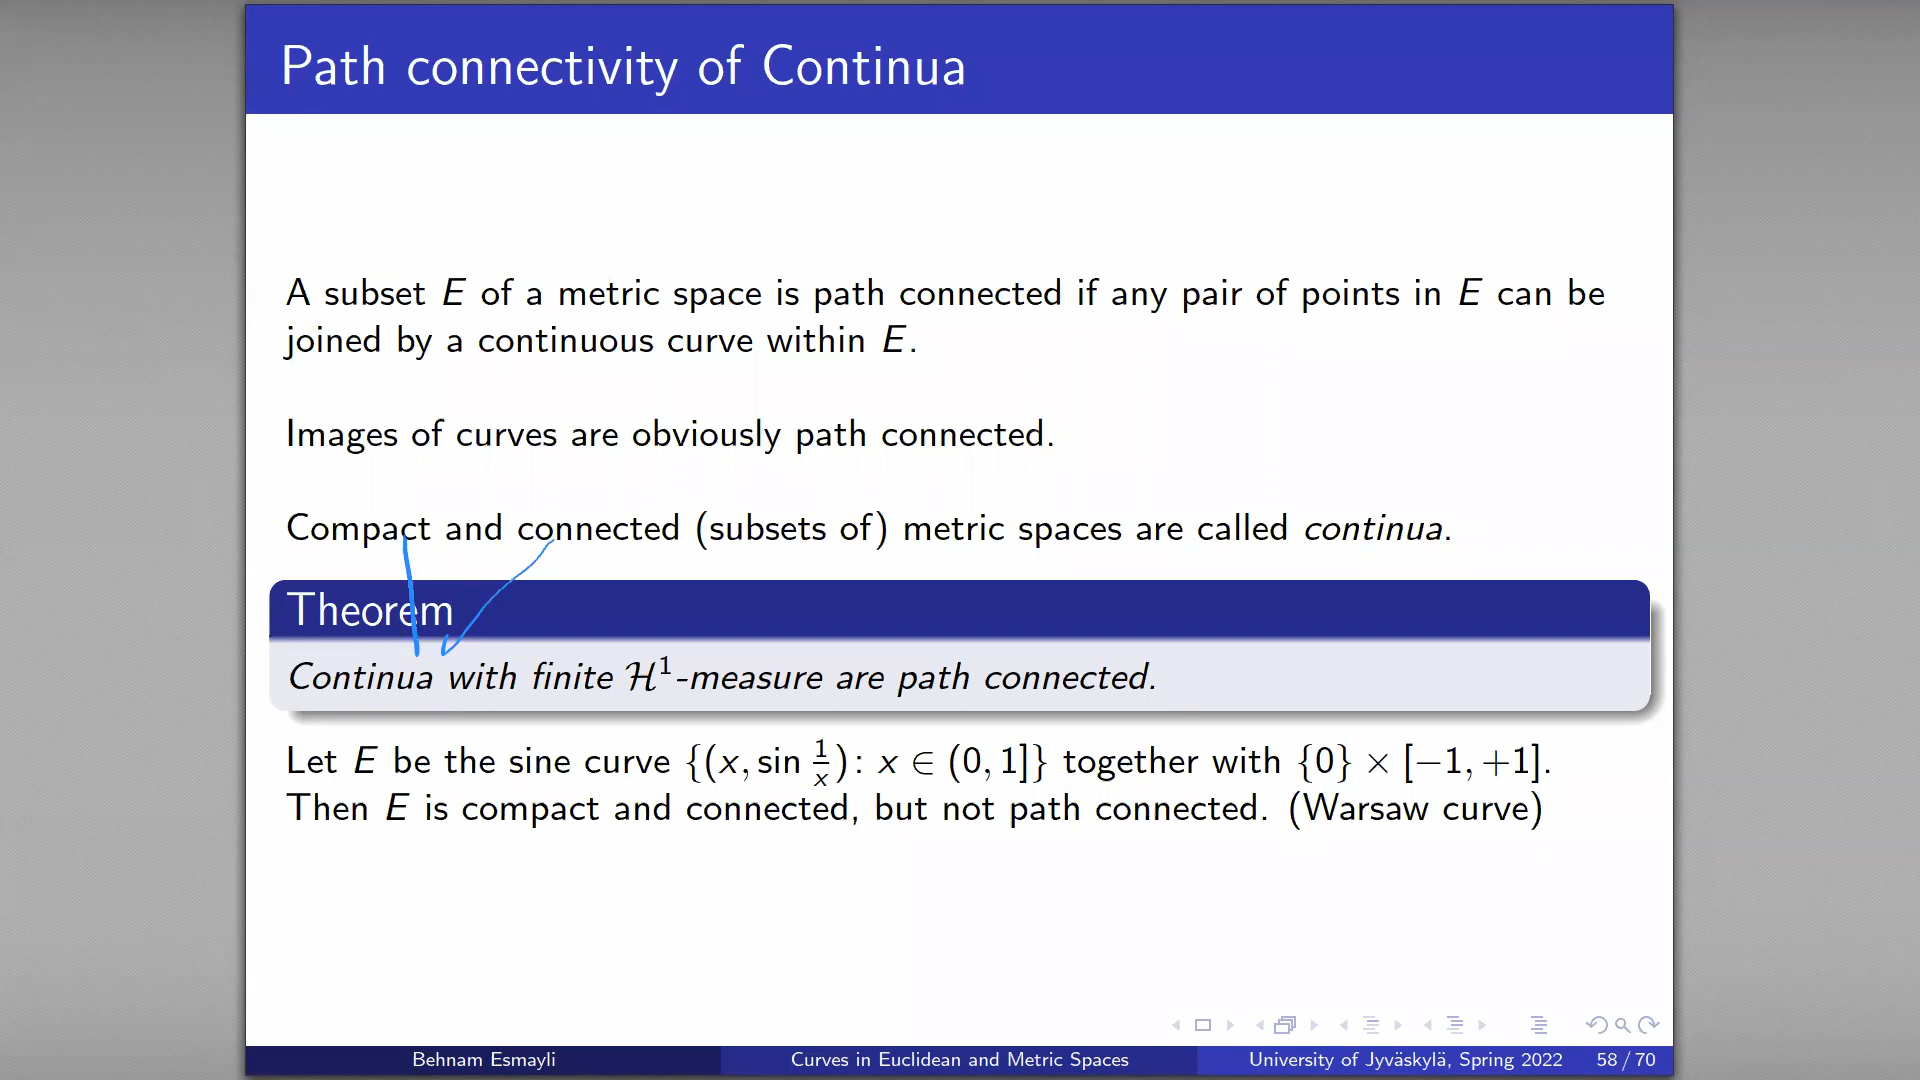 Path connectivity of Continua
A subset E of a metric space is path connected if any pair of points in E can be
joined by a continuous curve within E.
Images of curves are obviously path connected.
Compact and connected (subsets of) metric spaces are called continua.
Theorem
Continua with finite ℋ¹-measure are path connected.
Let E be the sine curve {(x, sin 1/x): x ∈ (0, 1]} together with {0} × [−1, +1].
Then E is compact and connected, but not path connected. (Warsaw curve)
Behnam Esmayli Curves in Euclidean and Metric Spaces University of Jyväskylä, Spring 2022 58 / 70